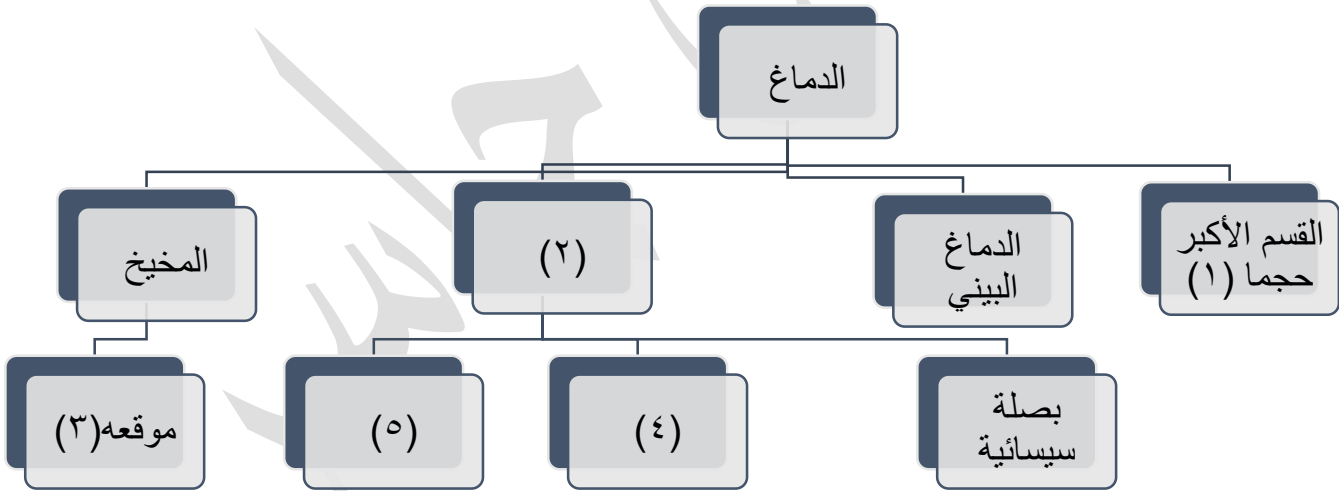 الدماغ
القسم الأكبر
حجما (١)
الدماغ
البيني
(٢)
المخيخ
بصلة
سيسائية
(٤)
(٥)
موقعه(٣)